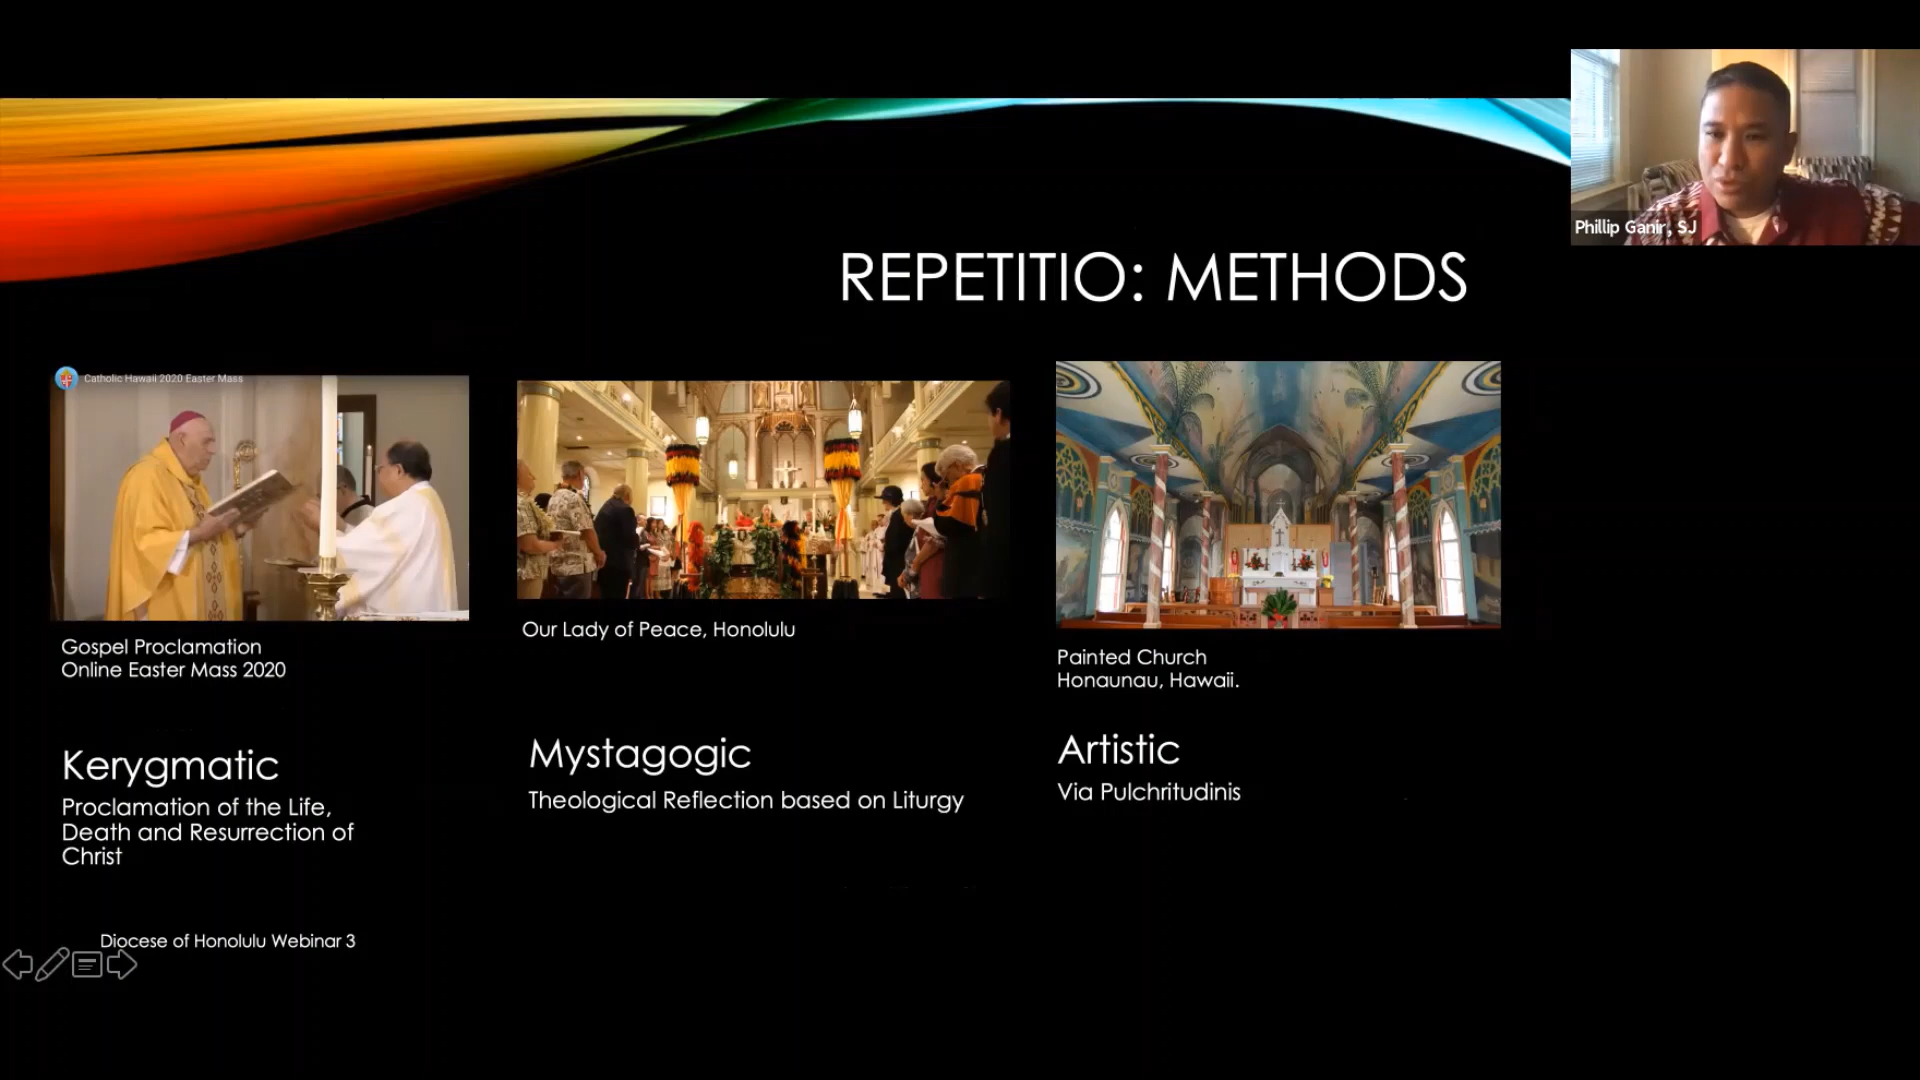 Phillip Ganir, SJ
REPETITIO: METHODS
Catholic Hawaii 2020 Easter Mass
Gospel Proclamation
Online Easter Mass 2020
Kerygmatic
Proclamation of the Life,
Death and Resurrection of
Christ
Our Lady of Peace, Honolulu
Mystagogic
Theological Reflection based on Liturgy
Painted Church
Honaunau, Hawaii.
Artistic
Via Pulchritudinis
Diocese of Honolulu Webinar 3